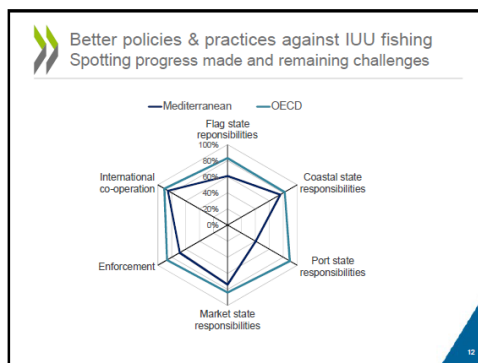 Better policies & practices against IUU fishing
Spotting progress made and remaining challenges
Mediterranean OECD
Flag state
reponsibilities
100%
80%
60%
40%
20%
0%
International
co-operation
Coastal state
responsibilities
Enforcement
Port state
responsibilities
Market state
responsibilities
12